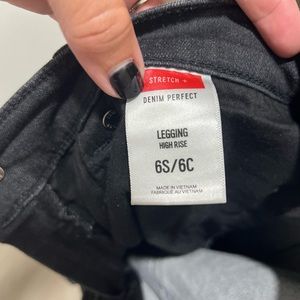 STRETCH +
DENIM PERFECT
LEGGING
HIGH RISE
6S/6C
MADE IN VIETNAM
FABRIQUÉ AU VIETNAM